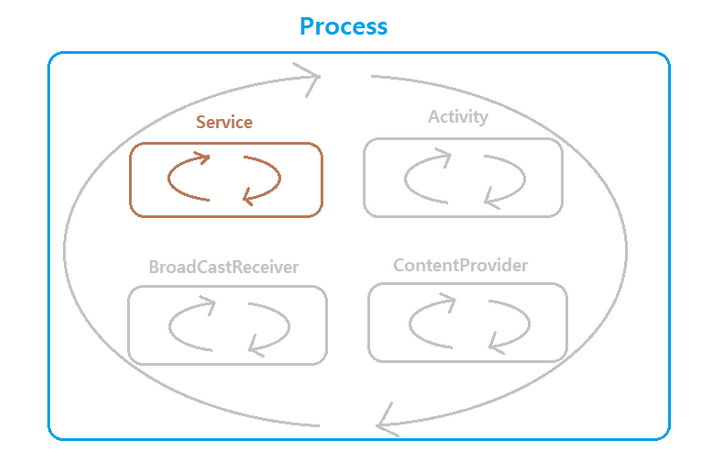 Process
Service
Activity
BroadCastReceiver
ContentProvider